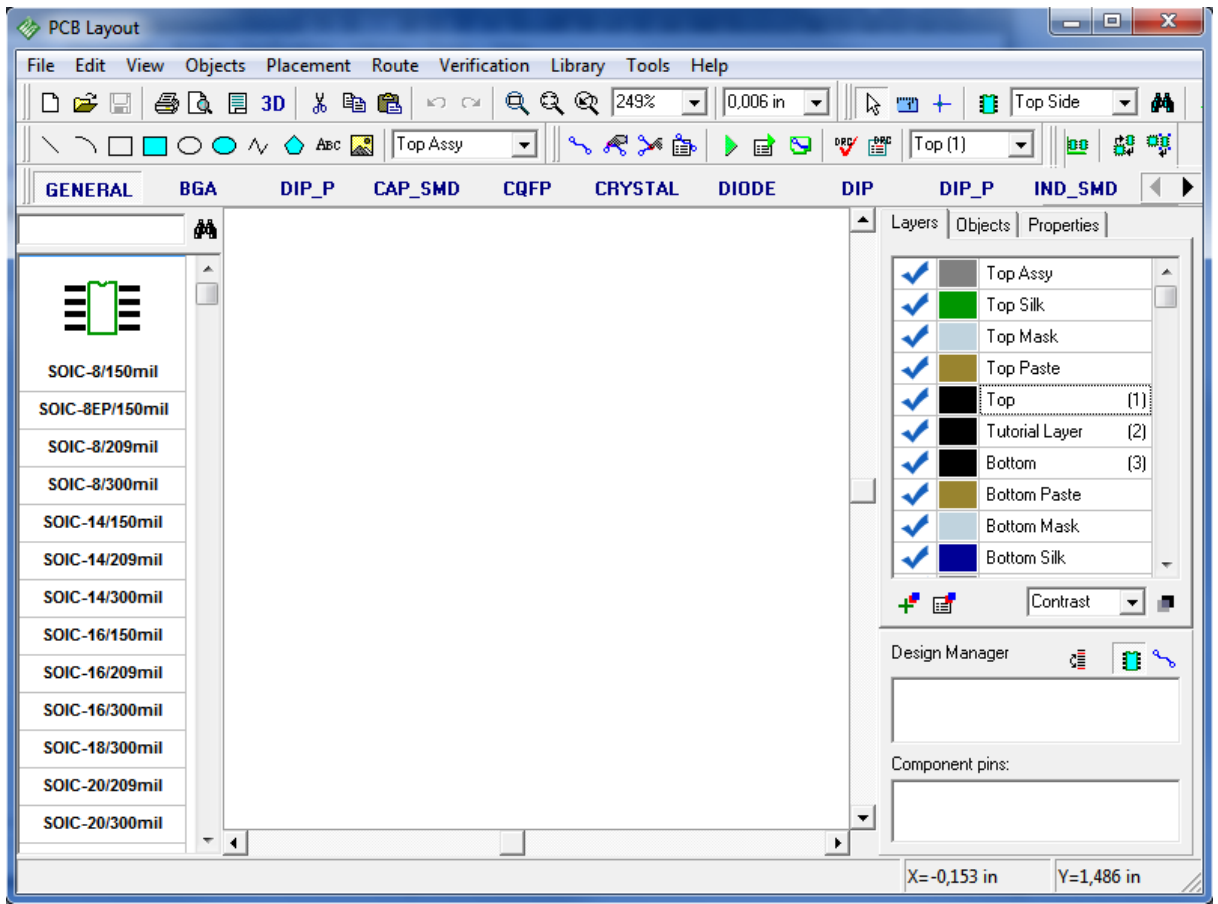 PCB Layout
File Edit View Objects Placement Route Verification Library Tools Help
3D 249% 0,006 in Top Side
ABC Top Assy DRC DRC Top (1)
GENERAL BGA DIP_P CAP_SMD CQFP CRYSTAL DIODE DIP DIP_P IND_SMD
Layers Objects Properties
Top Assy
Top Silk
Top Mask
Top Paste
Top (1)
Tutorial Layer (2)
Bottom (3)
Bottom Paste
Bottom Mask
Bottom Silk
Contrast
Design Manager
Component pins:
SOIC-8/150mil
SOIC-8EP/150mil
SOIC-8/209mil
SOIC-8/300mil
SOIC-14/150mil
SOIC-14/209mil
SOIC-14/300mil
SOIC-16/150mil
SOIC-16/209mil
SOIC-16/300mil
SOIC-18/300mil
SOIC-20/209mil
SOIC-20/300mil
X=-0,153 in Y=1,486 in